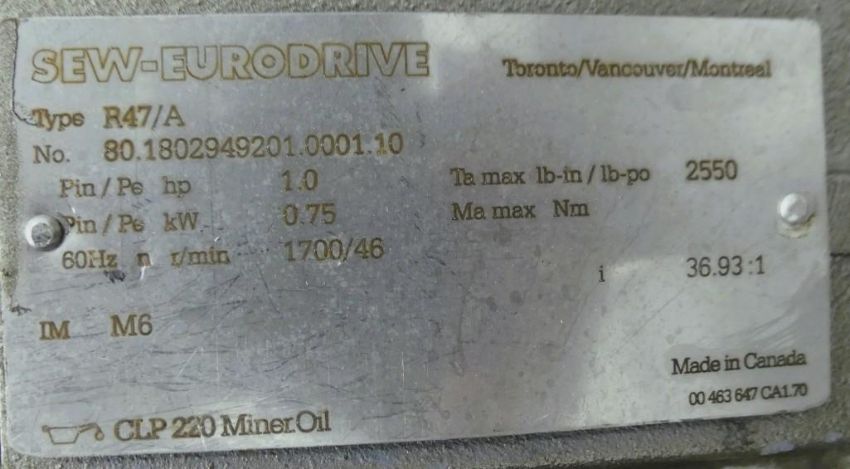 SEW-EURODRIVE
Toronto/Vancouver/Montreal
Type R47/A
No. 80.1802949201.0001.10
Pin/Pe hp 1.0
Ta max lb-in/lb-po 2550
Pin/Pe kW 0.75
Ma max Nm
60Hz n r/min 1700/46
i 36.93:1
IM M6
Made in Canada
00 463 647 CA1.70
CLP 220 Miner.Oil